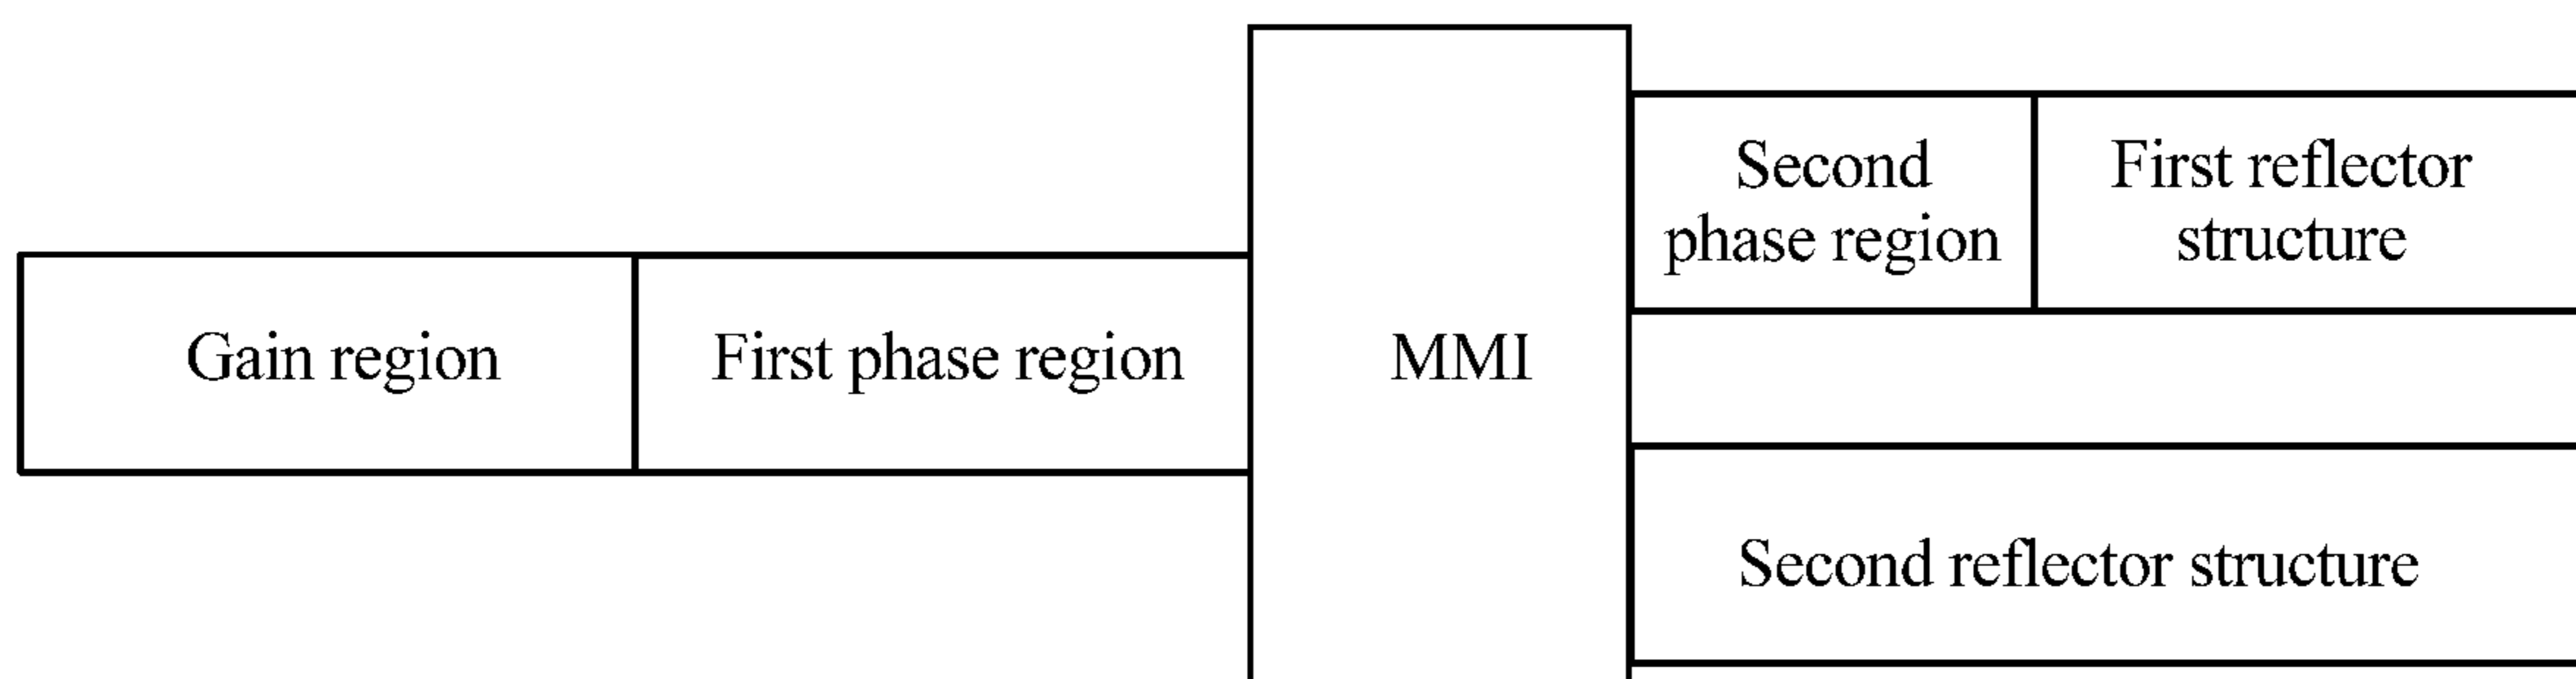 Gain region
First phase region
MMI
Second
phase region
First reflector
structure
Second reflector structure